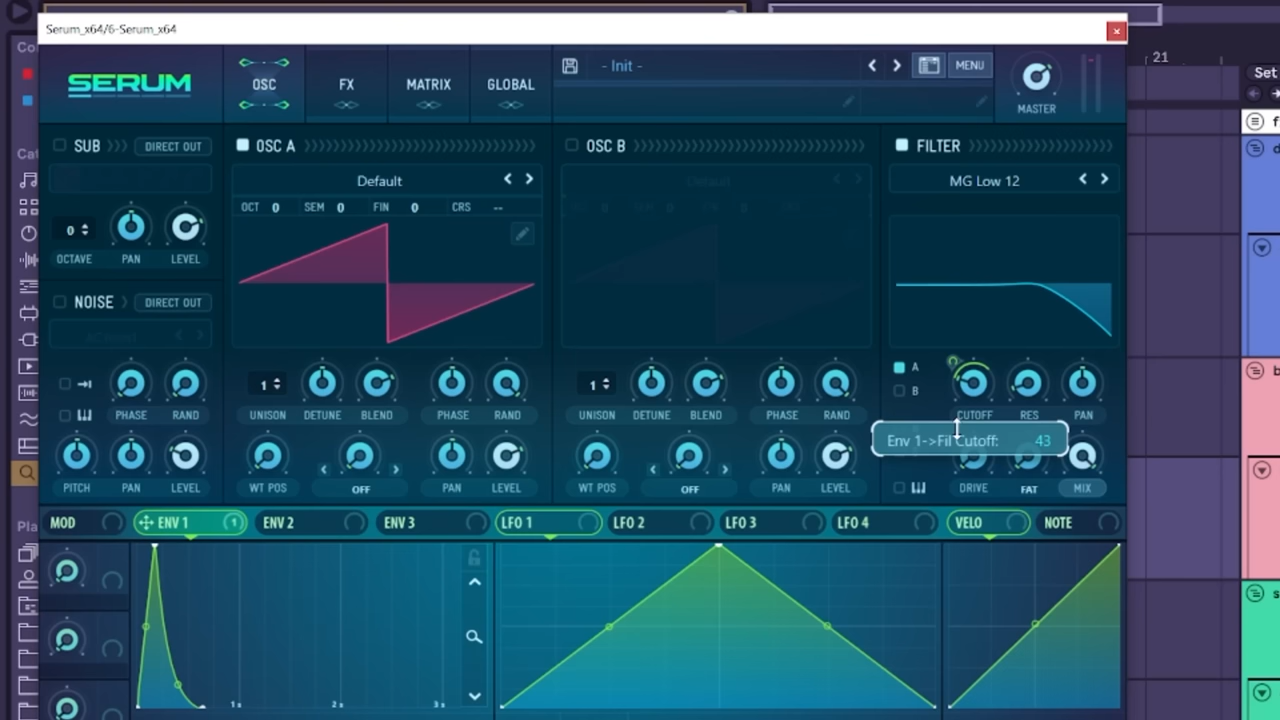 Serum_x64/6-Serum_x64
21
Set
SERUM
OSC
FX
MATRIX
GLOBAL
- Init -
MENU
MASTER
SUB
DIRECT OUT
OSC A
OSC B
FILTER
Default
Default
MG Low 12
OCT 0 SEM 0 FIN 0 CRS --
0
OCTAVE
PAN
LEVEL
NOISE
DIRECT OUT
A
B
1
1
PHASE
RAND
UNISON
DETUNE
BLEND
PHASE
RAND
UNISON
DETUNE
BLEND
PHASE
RAND
CUTOFF
RES
PAN
Env 1->Fil Cutoff: 43
PITCH
PAN
LEVEL
WT POS
OFF
PAN
LEVEL
WT POS
OFF
PAN
LEVEL
DRIVE
FAT
MIX
MOD
ENV 1
1
ENV 2
ENV 3
LFO 1
LFO 2
LFO 3
LFO 4
VELO
NOTE
1s
2s
3s